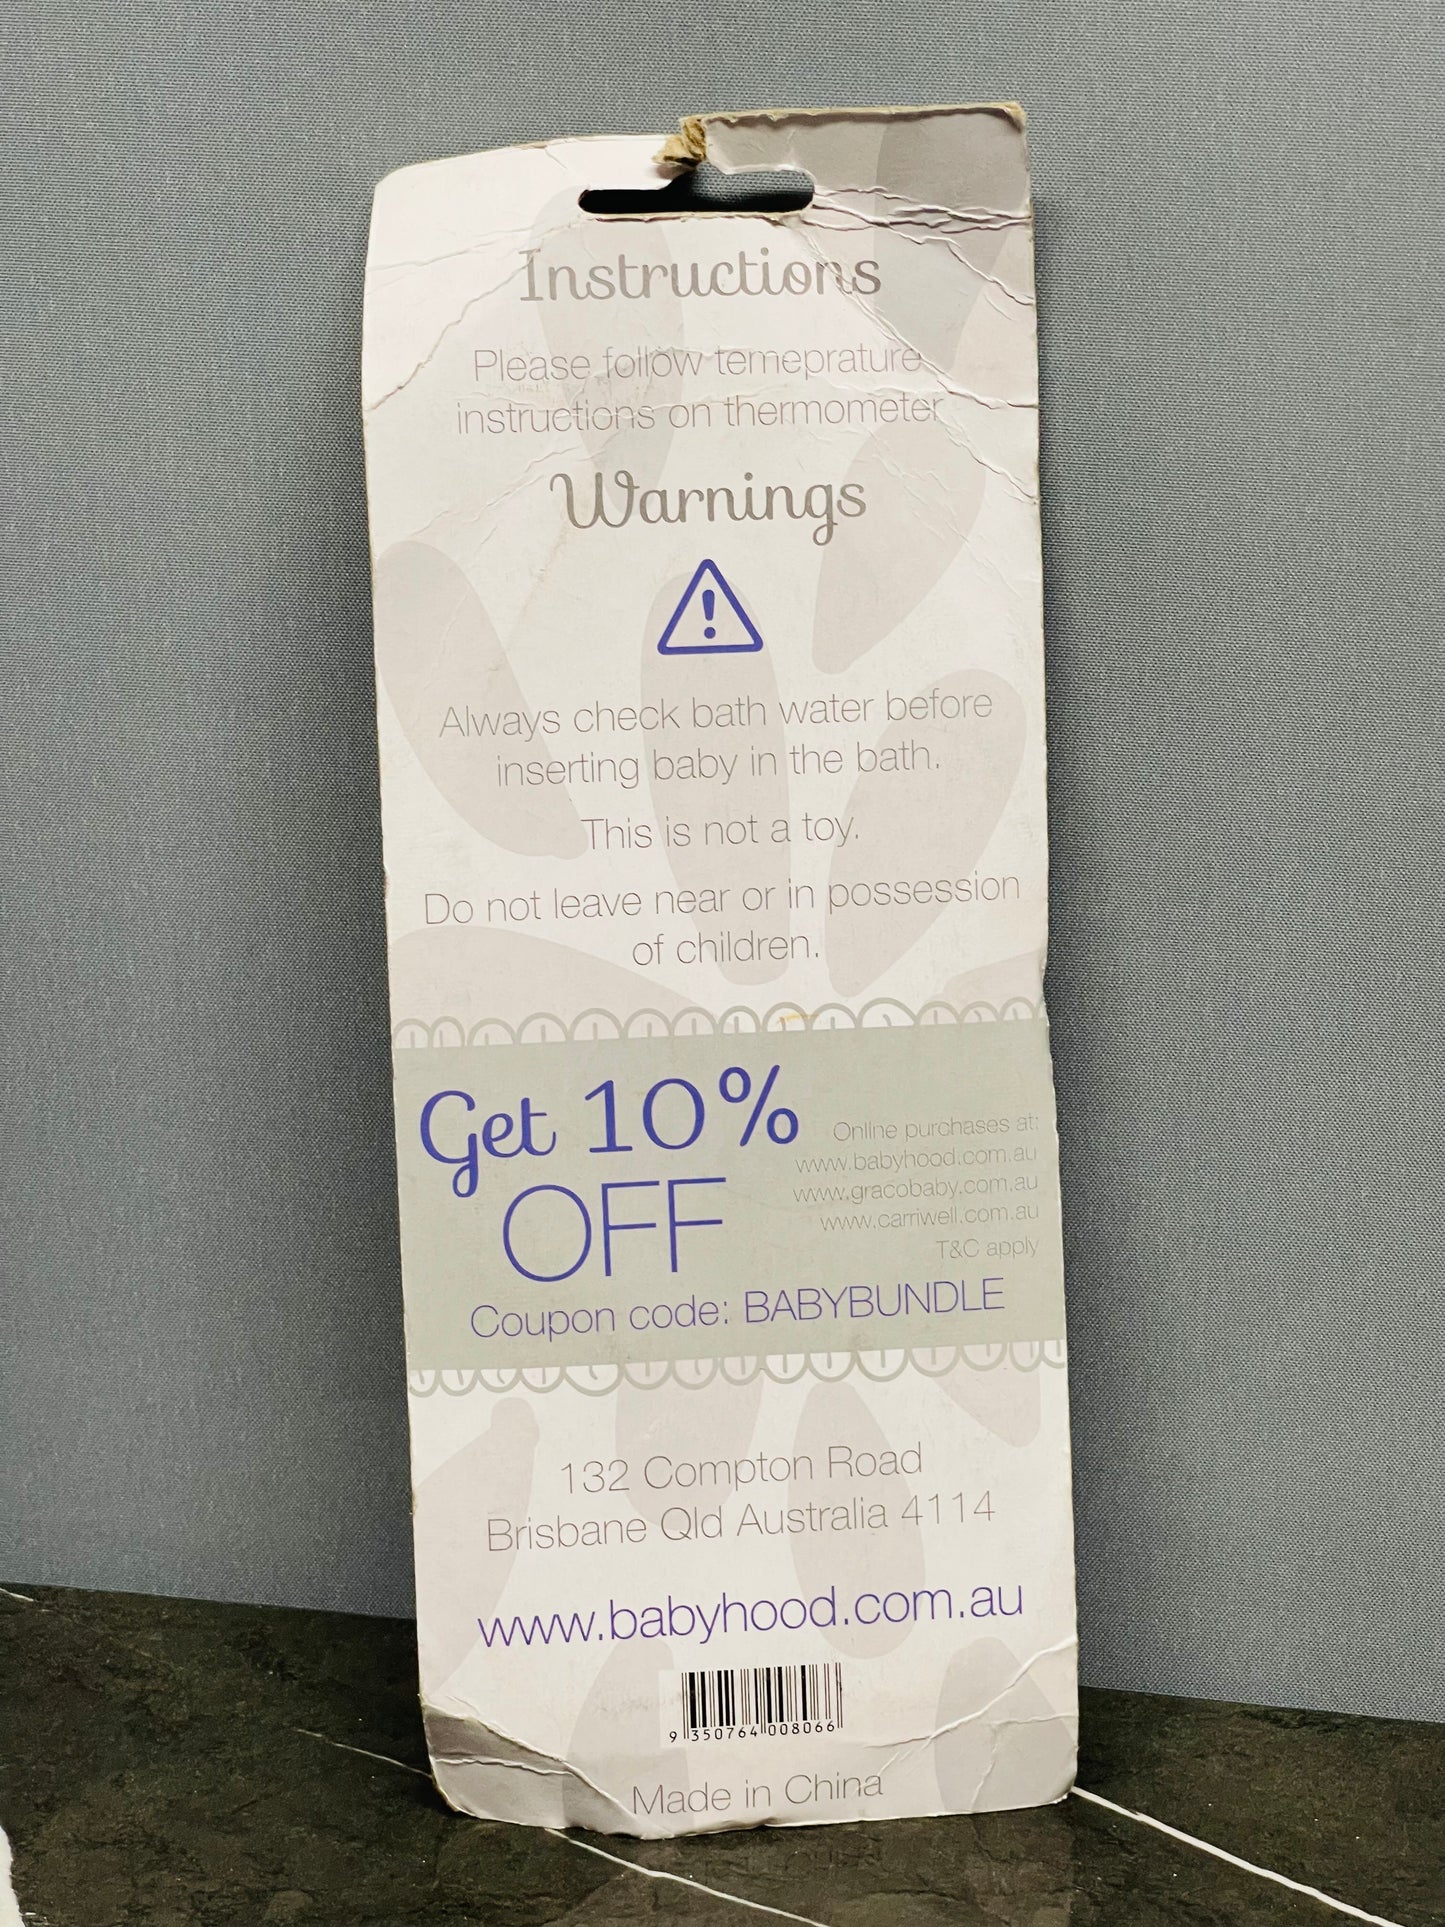 Instructions
Please follow temeprature
instructions on thermometer
Warnings
!
Always check bath water before
inserting baby in the bath.
This is not a toy.
Do not leave near or in possession
of children.
Get 10%
OFF
Online purchases at:
www.babyhood.com.au
www.gracobaby.com.au
www.carriwell.com.au
T&C apply
Coupon code: BABYBUNDLE
132 Compton Road
Brisbane Qld Australia 4114
www.babyhood.com.au
9 350764 008066
Made in China